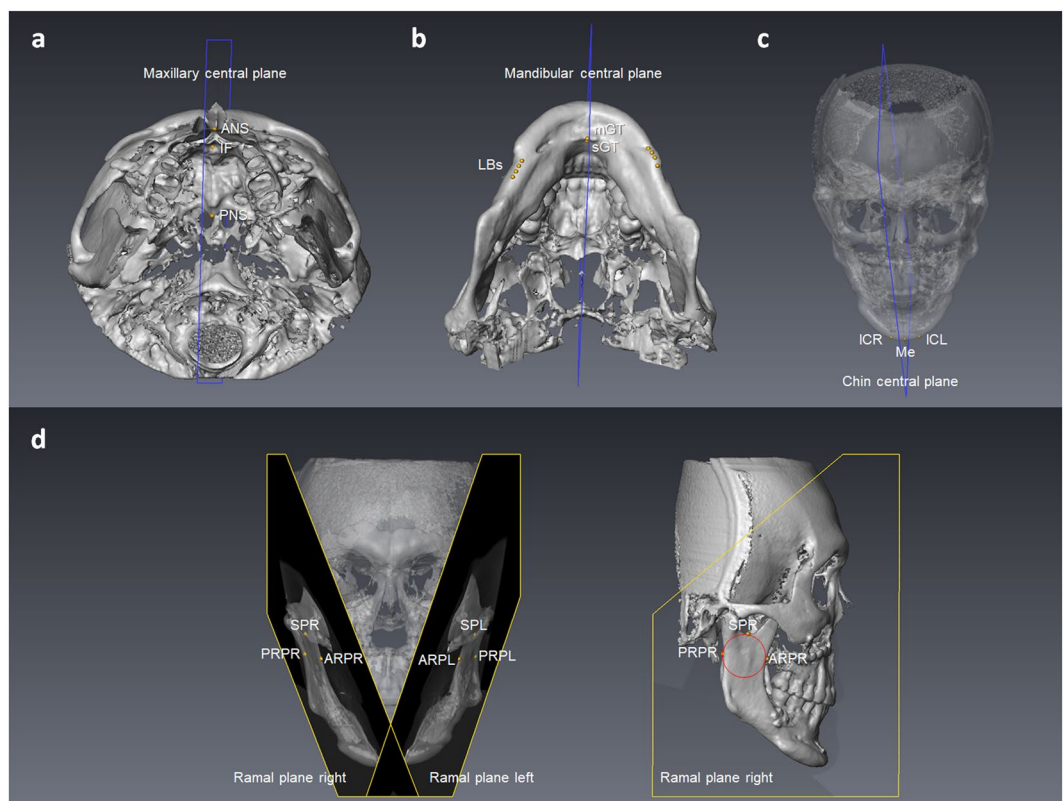 a
Maxillary central plane
ANS
IF
PNS
b
Mandibular central plane
mGT
sGT
LBs
c
ICR
ICL
Me
Chin central plane
d
SPR
PRPR
ARPR
SPL
ARPL
PRPL
Ramal plane right
Ramal plane left
SPR
PRPR
ARPR
Ramal plane right